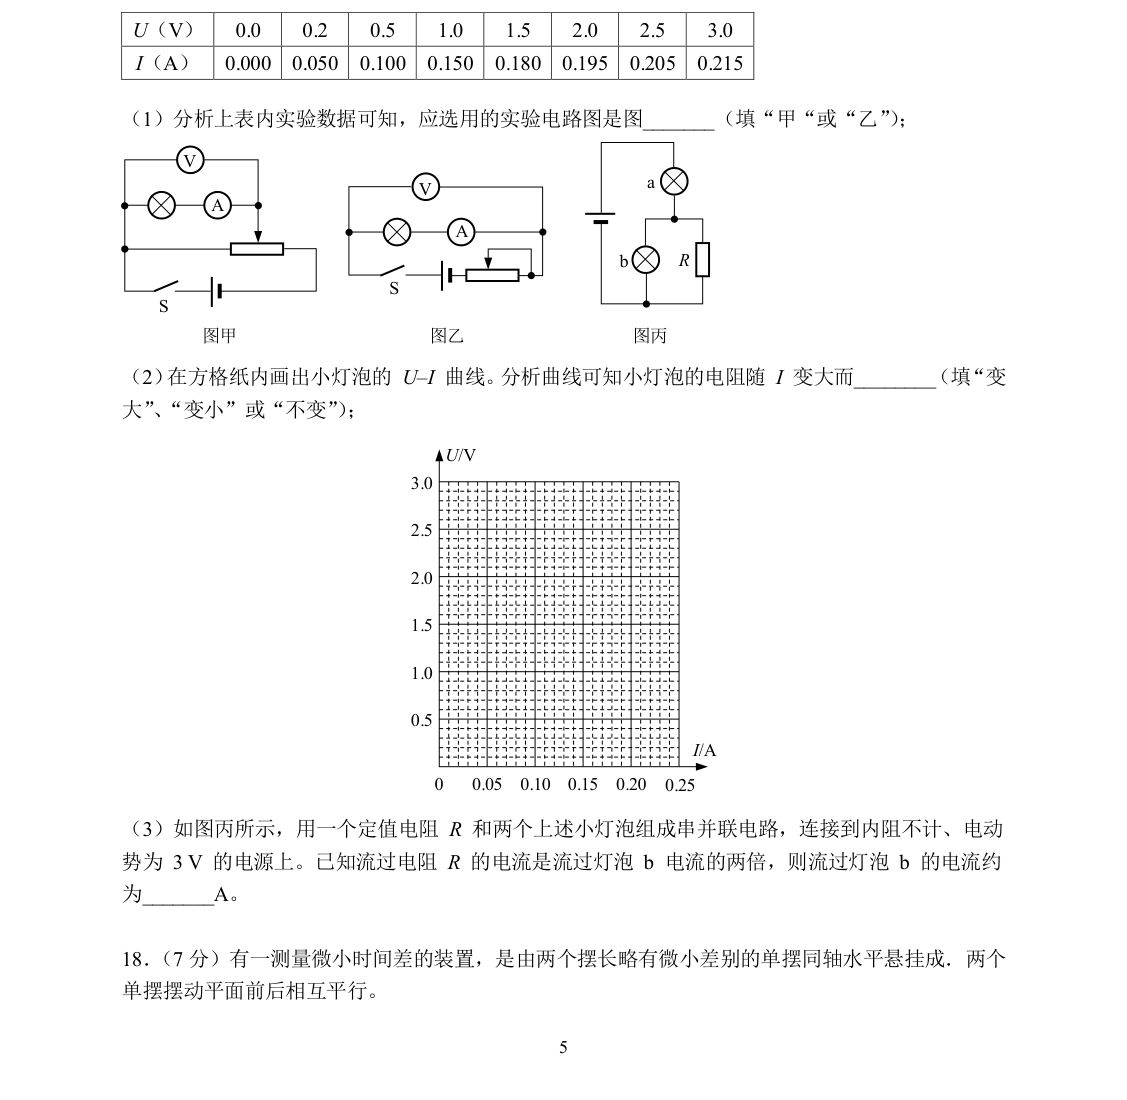 U（V） 0.0 0.2 0.5 1.0 1.5 2.0 2.5 3.0
I（A） 0.000 0.050 0.100 0.150 0.180 0.195 0.205 0.215
（1）分析上表内实验数据可知，应选用的实验电路图是图_______（填“甲“或“乙”）；
V
A
S
图甲
V
A
S
图乙
a
b
R
图丙
（2）在方格纸内画出小灯泡的 U–I 曲线。分析曲线可知小灯泡的电阻随 I 变大而________（填“变
大”、“变小” 或“不变”）；
U/V
3.0
2.5
2.0
1.5
1.0
0.5
I/A
0 0.05 0.10 0.15 0.20 0.25
（3）如图丙所示，用一个定值电阻 R 和两个上述小灯泡组成串并联电路，连接到内阻不计、电动
势为 3 V 的电源上。已知流过电阻 R 的电流是流过灯泡 b 电流的两倍，则流过灯泡 b 的电流约
为_______A。
18.（7 分）有一测量微小时间差的装置，是由两个摆长略有微小差别的单摆同轴水平悬挂成．两个
单摆摆动平面前后相互平行。
5